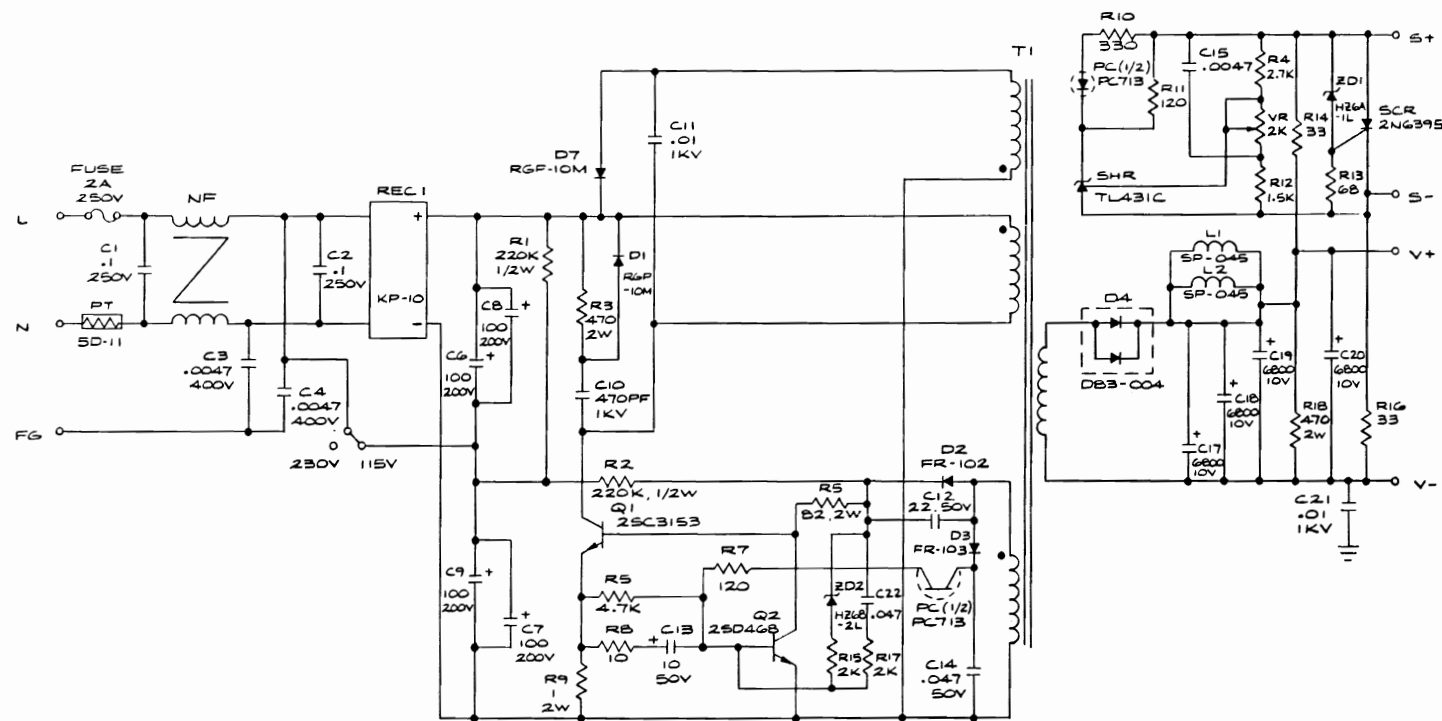 L
FUSE
2A
250V
N
PT
SD-11
FG
C1
.1
250V
NF
C3
.0047
400V
C4
.0047
400V
C2
.1
250V
REC 1
+
KP-10
-
230V
115V
C6
+
100
200V
C8
+
100
200V
C9
+
100
200V
C7
+
100
200V
R1
220K
1/2W
R3
470
2W
D1
RGP
-10M
D7
RGP-10M
C11
.01
1KV
C10
470PF
1KV
R2
220K, 1/2W
Q1
2SC3153
R5
4.7K
R8
10
C13
+
10
50V
R9
1
2W
R7
120
Q2
2SD468
R5
82, 2W
ZD2
HZ6B
-2L
R15
2K
C22
.047
R17
2K
D2
FR-102
C12
22, 50V
D3
FR-103
PC (1/2)
PC713
C14
.047
50V
T1
R10
330
PC (1/2)
PC713
R11
120
C15
.0047
R4
2.7K
VR
2K
R12
1.5K
SHR
TL431C
R14
33
ZD1
HZ6A
-1L
R13
68
SCR
2N6395
S+
S-
L1
SP-045
L2
SP-045
V+
D4
DB3-004
C17
+
6800
10V
C18
+
6800
10V
C19
+
6800
10V
R18
470
2W
C20
+
6800
10V
R16
33
C21
.01
1KV
V-